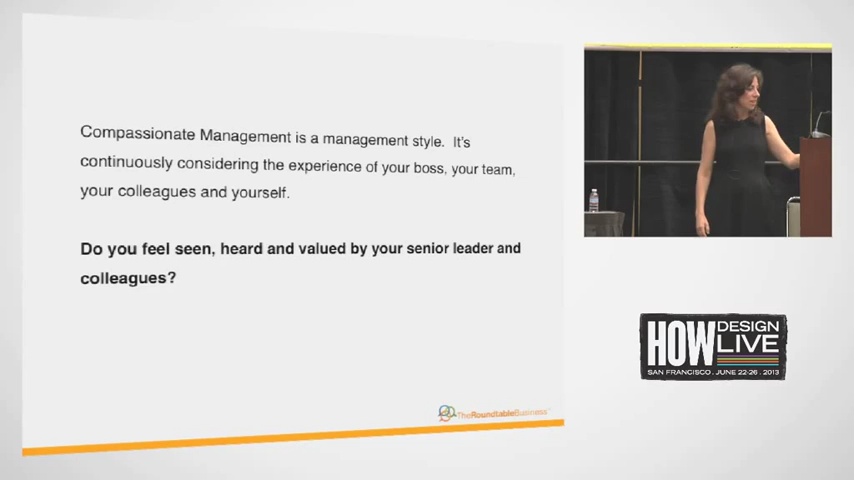 Compassionate Management is a management style. It's
continuously considering the experience of your boss, your team,
your colleagues and yourself.
Do you feel seen, heard and valued by your senior leader and
colleagues?
TheRoundtableBusiness
HOW DESIGN LIVE
SAN FRANCISCO . JUNE 22-26 . 2013